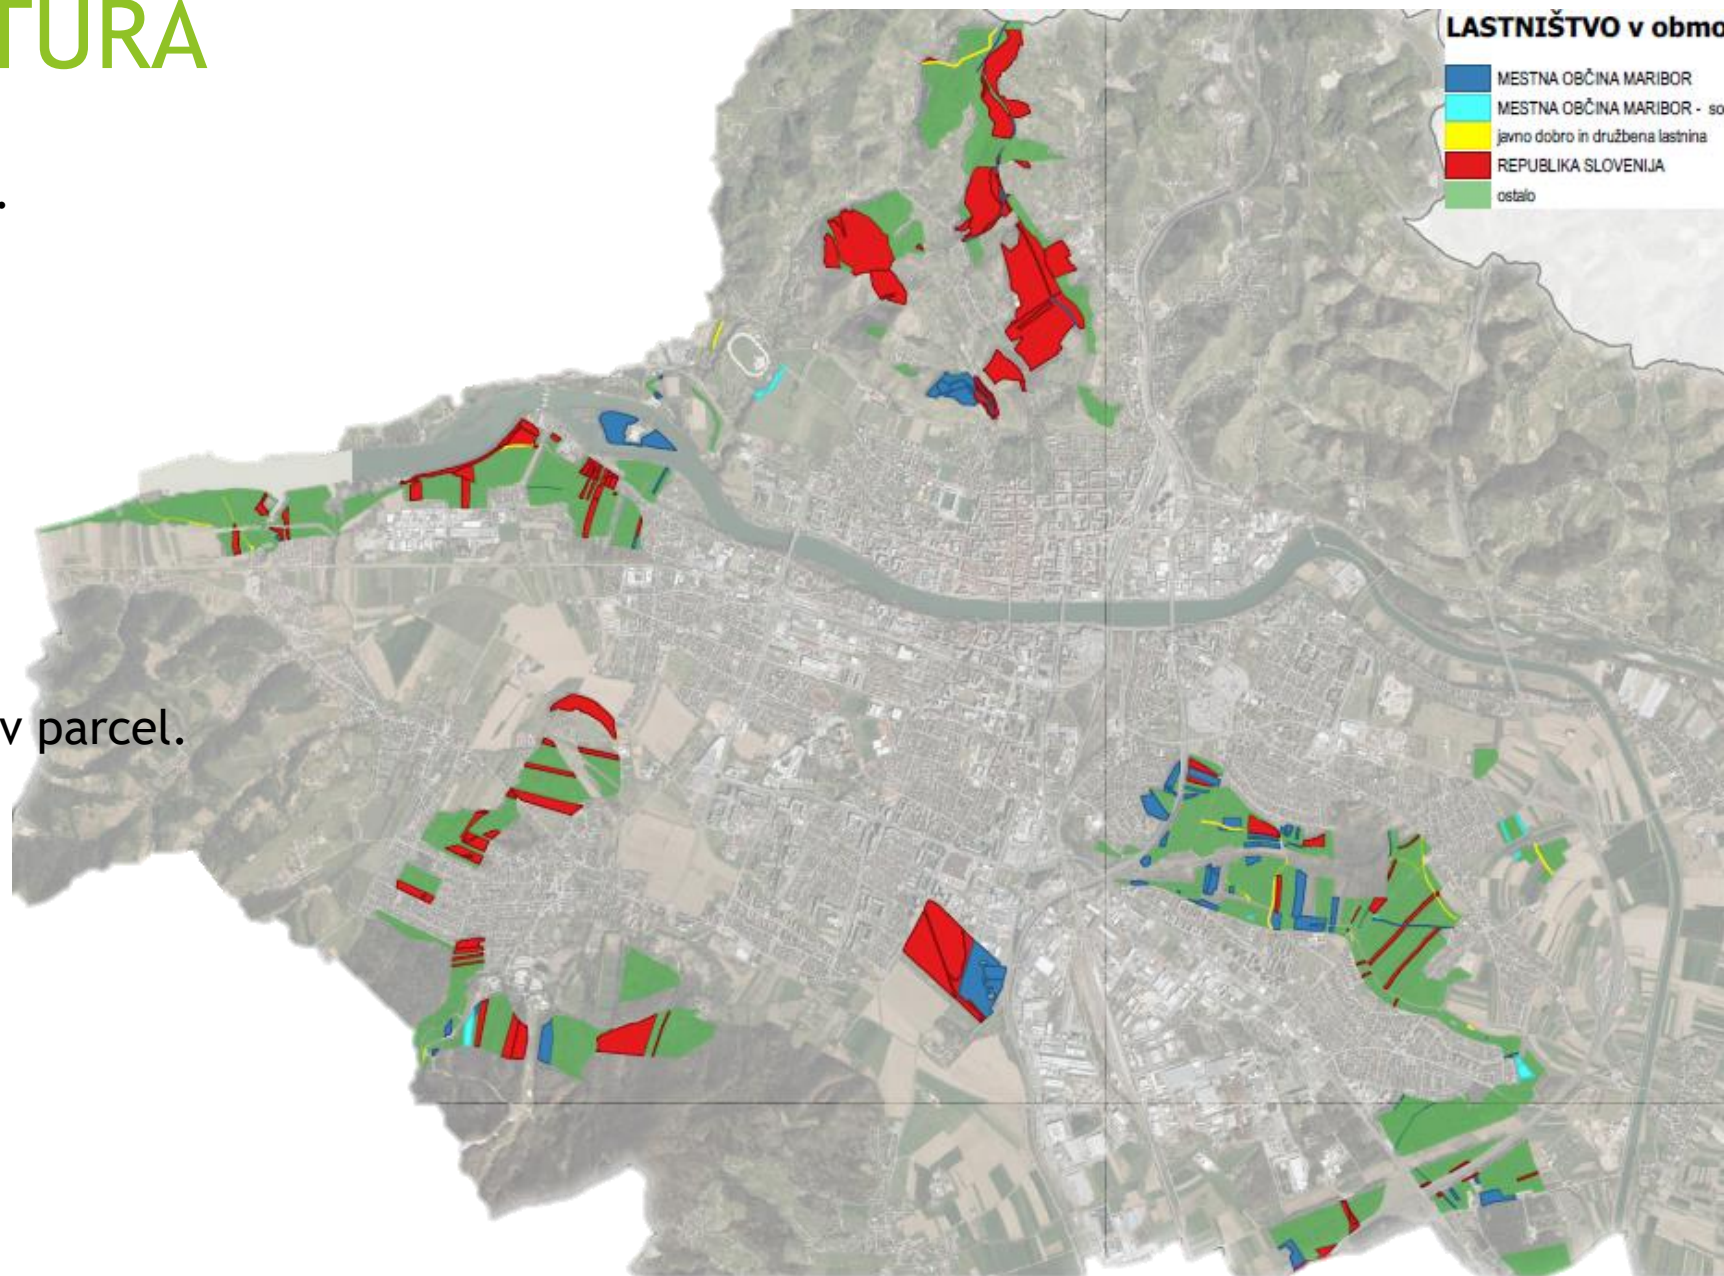 TURA
.
v parcel.
LASTNIŠTVO v obmo
MESTNA OBČINA MARIBOR
MESTNA OBČINA MARIBOR - so
javno dobro in družbena lastnina
REPUBLIKA SLOVENIJA
ostalo